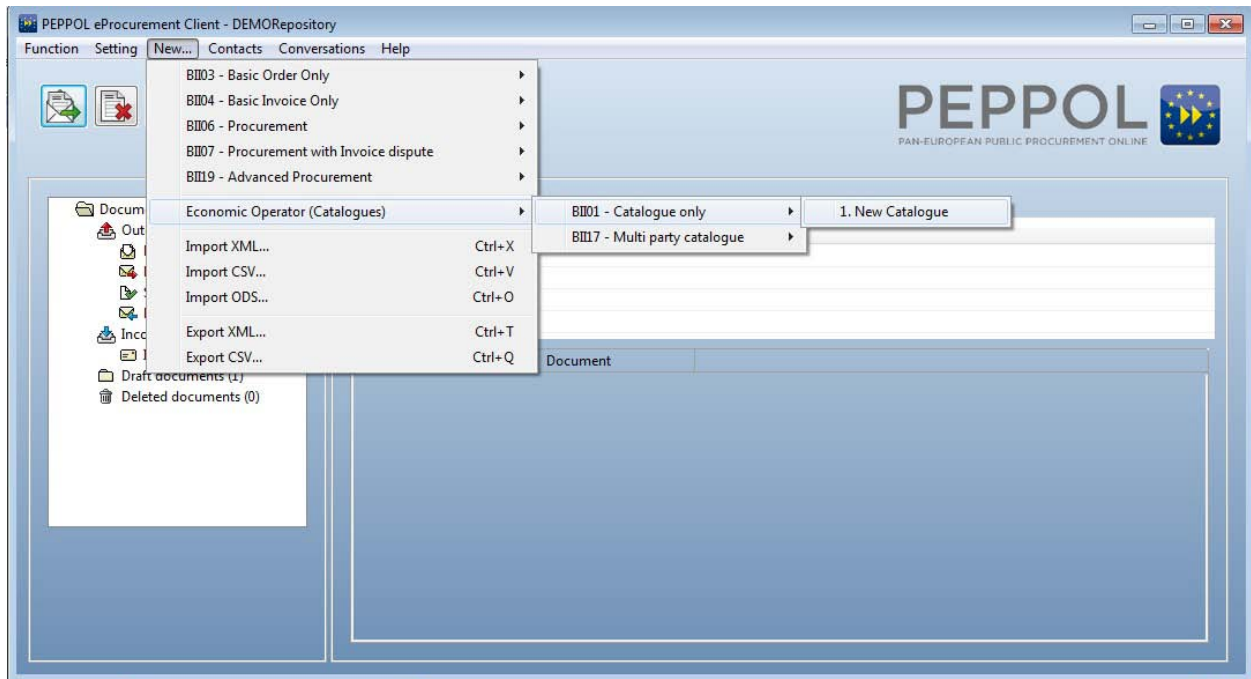 PEPPOL eProcurement Client - DEMORepository
Function Setting New... Contacts Conversations Help
BII03 - Basic Order Only
BII04 - Basic Invoice Only
BII06 - Procurement
BII07 - Procurement with Invoice dispute
BII19 - Advanced Procurement
PEPPOL
PAN-EUROPEAN PUBLIC PROCUREMENT ONLINE
Economic Operator (Catalogues)
BII01 - Catalogue only
1. New Catalogue
BII17 - Multi party catalogue
Import XML... Ctrl+X
Import CSV... Ctrl+V
Import ODS... Ctrl+O
Export XML... Ctrl+T
Export CSV... Ctrl+Q
Docum
Out
Inco
Document
Draft documents (1)
Deleted documents (0)